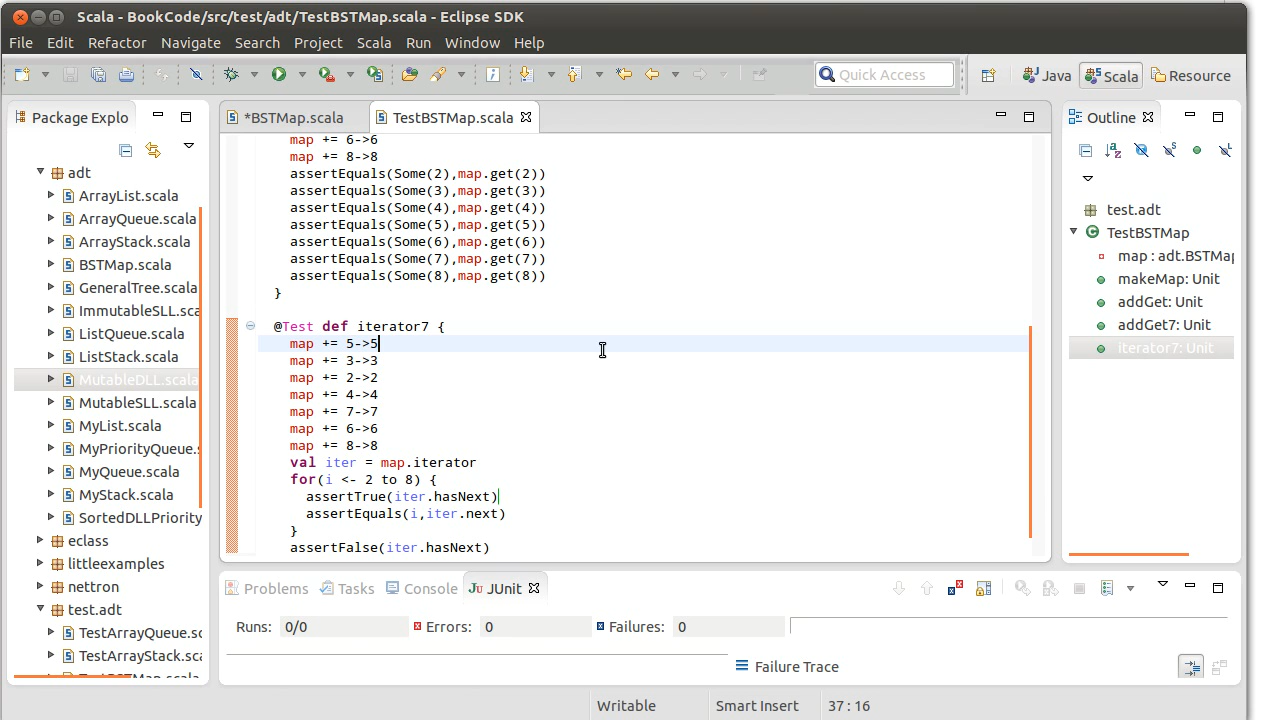 Scala - BookCode/src/test/adt/TestBSTMap.scala - Eclipse SDK
File Edit Refactor Navigate Search Project Scala Run Window Help
Quick Access
Java Scala Resource
Package Explo
*BSTMap.scala TestBSTMap.scala
Outline
adt
ArrayList.scala
ArrayQueue.scala
ArrayStack.scala
BSTMap.scala
GeneralTree.scala
ImmutableSLL.sca
ListQueue.scala
ListStack.scala
MutableDLL.scala
MutableSLL.scala
MyList.scala
MyPriorityQueue.s
MyQueue.scala
MyStack.scala
SortedDLLPriority
eclass
littleexamples
nettron
test.adt
TestArrayQueue.sc
TestArrayStack.sca
TestBSTMap.scala
map += 6->6
map += 8->8
assertEquals(Some(2),map.get(2))
assertEquals(Some(3),map.get(3))
assertEquals(Some(4),map.get(4))
assertEquals(Some(5),map.get(5))
assertEquals(Some(6),map.get(6))
assertEquals(Some(7),map.get(7))
assertEquals(Some(8),map.get(8))
}
@Test def iterator7 {
map += 5->5
map += 3->3
map += 2->2
map += 4->4
map += 7->7
map += 6->6
map += 8->8
val iter = map.iterator
for(i <- 2 to 8) {
assertTrue(iter.hasNext)
assertEquals(i,iter.next)
}
assertFalse(iter.hasNext)
test.adt
TestBSTMap
map : adt.BSTMap
makeMap: Unit
addGet: Unit
addGet7: Unit
iterator7: Unit
Problems Tasks Console JUnit
Runs: 0/0 Errors: 0 Failures: 0
Failure Trace
Writable Smart Insert 37 : 16